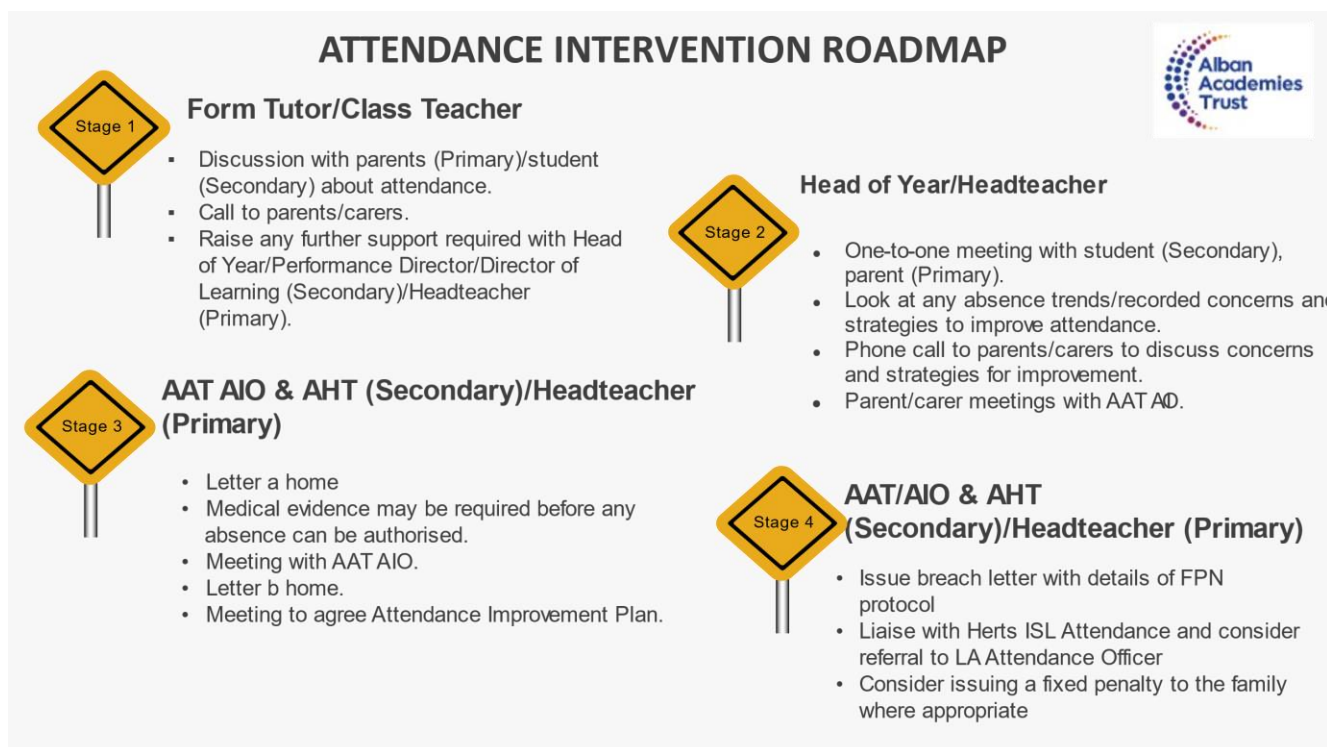 ATTENDANCE INTERVENTION ROADMAP
Alban
Academies
Trust
Stage 1
Form Tutor/Class Teacher
▪ Discussion with parents (Primary)/student
(Secondary) about attendance.
▪ Call to parents/carers.
▪ Raise any further support required with Head
of Year/Performance Director/Director of
Learning (Secondary)/Headteacher
(Primary).
Stage 2
Head of Year/Headteacher
• One-to-one meeting with student (Secondary),
parent (Primary).
• Look at any absence trends/recorded concerns and
strategies to improve attendance.
• Phone call to parents/carers to discuss concerns
and strategies for improvement.
• Parent/carer meetings with AAT AIO.
Stage 3
AAT AIO & AHT (Secondary)/Headteacher
(Primary)
• Letter a home
• Medical evidence may be required before any
absence can be authorised.
• Meeting with AAT AIO.
• Letter b home.
• Meeting to agree Attendance Improvement Plan.
Stage 4
AAT/AIO & AHT
(Secondary)/Headteacher (Primary)
• Issue breach letter with details of FPN
protocol
• Liaise with Herts ISL Attendance and consider
referral to LA Attendance Officer
• Consider issuing a fixed penalty to the family
where appropriate